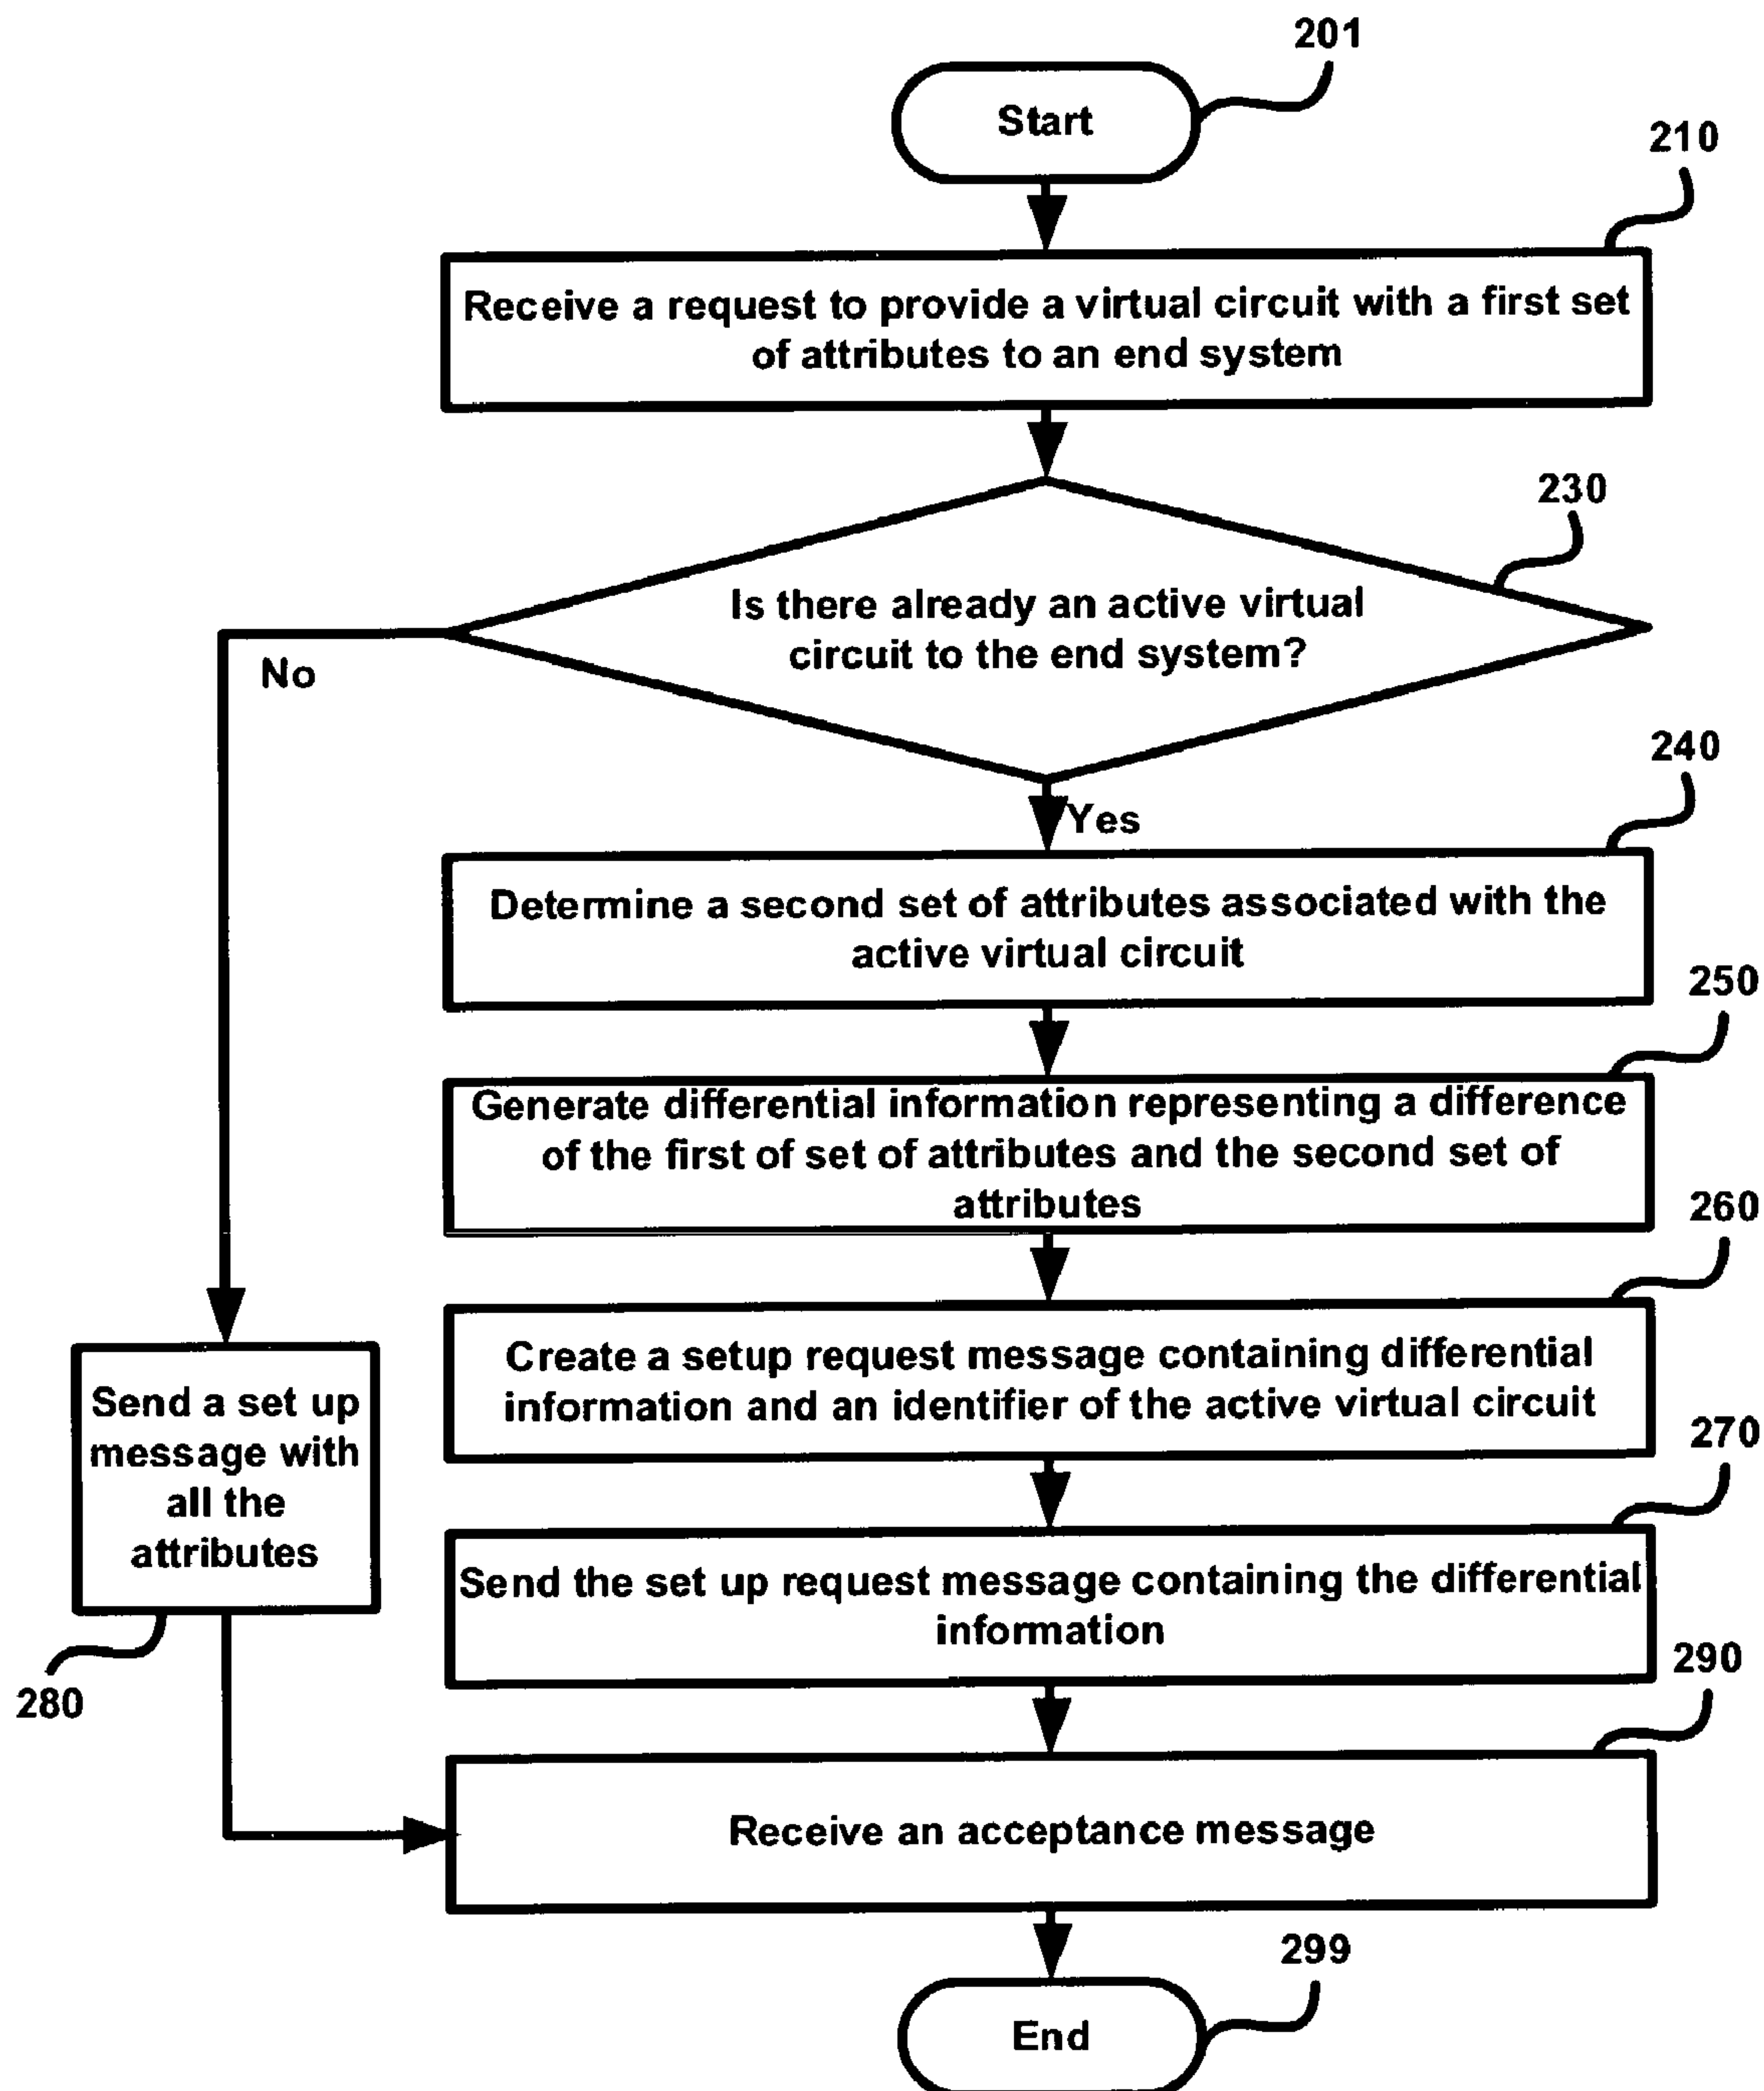 201
Start
210
Receive a request to provide a virtual circuit with a first set
of attributes to an end system
230
Is there already an active virtual
circuit to the end system?
No
Yes
240
Determine a second set of attributes associated with the
active virtual circuit
250
Generate differential information representing a difference
of the first of set of attributes and the second set of
attributes
260
Create a setup request message containing differential
information and an identifier of the active virtual circuit
270
Send a set up
message with
all the
attributes
280
Send the set up request message containing the differential
information
290
Receive an acceptance message
299
End